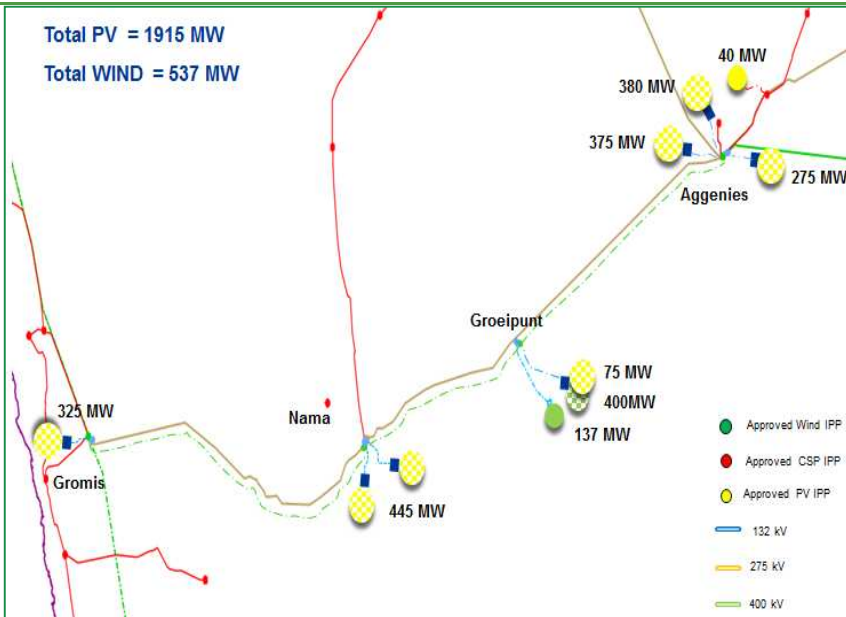 Total PV = 1915 MW
Total WIND = 537 MW
40 MW
380 MW
375 MW
275 MW
Aggenies
Groeipunt
75 MW
400MW
137 MW
Nama
325 MW
Gromis
445 MW
Approved Wind IPP
Approved CSP IPP
Approved PV IPP
132 kV
275 kV
400 kV